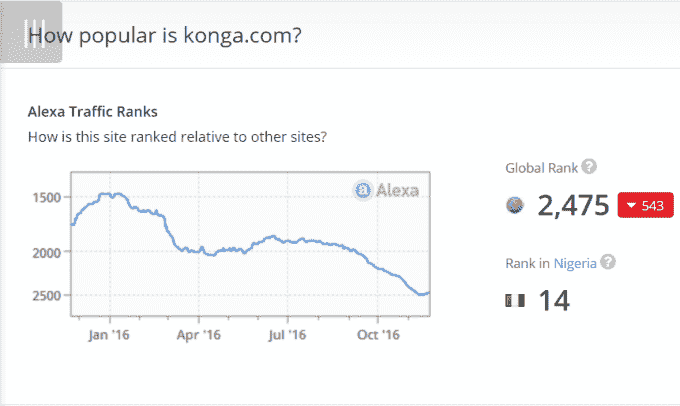 How popular is konga.com?
Alexa Traffic Ranks
How is this site ranked relative to other sites?
a Alexa
1500
2000
2500
Jan '16 Apr '16 Jul '16 Oct '16
Global Rank ?
2,475 543
Rank in Nigeria ?
14